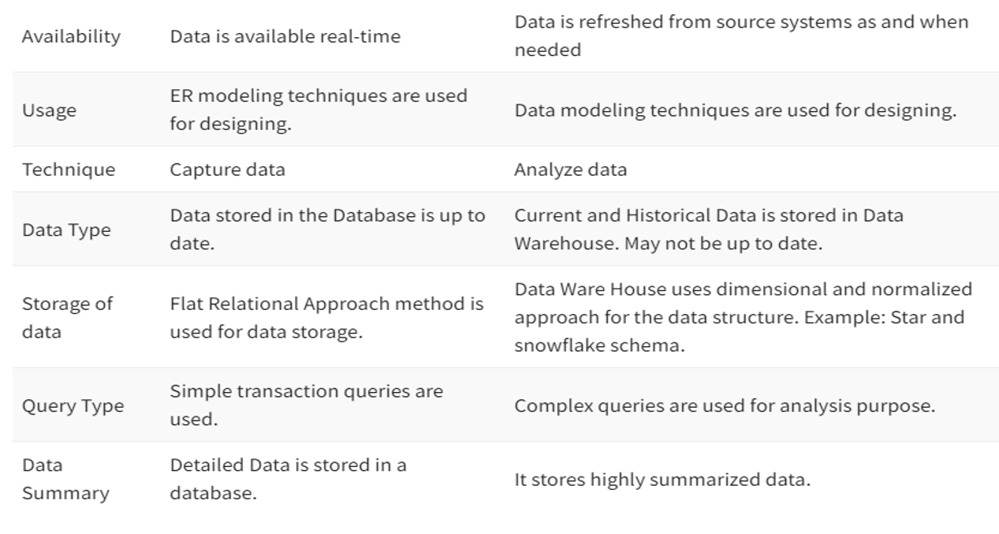 Availability
Data is available real-time
Data is refreshed from source systems as and when
needed
Usage
ER modeling techniques are used
for designing.
Data modeling techniques are used for designing.
Technique
Capture data
Analyze data
Data Type
Data stored in the Database is up to
date.
Current and Historical Data is stored in Data
Warehouse. May not be up to date.
Storage of
data
Flat Relational Approach method is
used for data storage.
Data Ware House uses dimensional and normalized
approach for the data structure. Example: Star and
snowflake schema.
Query Type
Simple transaction queries are
used.
Complex queries are used for analysis purpose.
Data
Summary
Detailed Data is stored in a
database.
It stores highly summarized data.